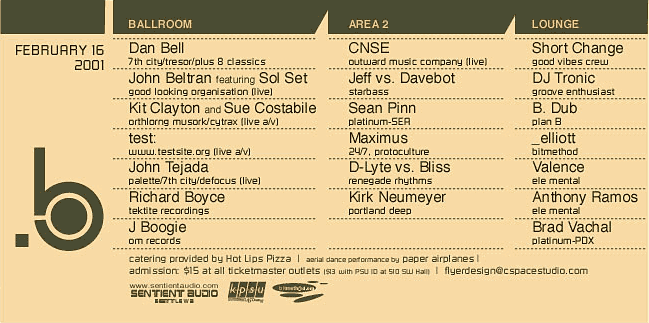 FEBRUARY 16
2001
BALLROOM
Dan Bell
7th city/tresor/plus 8 classics
John Beltran featuring Sol Set
good looking organisation (live)
Kit Clayton and Sue Costabile
orthlorng musork/cytrax (live a/v)
test:
www.testsite.org (live a/v)
John Tejada
palette/7th city/defocus (live)
Richard Boyce
tektite recordings
J Boogie
om records
AREA 2
CNSE
outward music company (live)
Jeff vs. Davebot
starbass
Sean Pinn
platinum-SEA
Maximus
24/7, protoculture
D-Lyte vs. Bliss
renegade rhythms
Kirk Neumeyer
portland deep
LOUNGE
Short Change
good vibes crew
DJ Tronic
groove enthusiast
B. Dub
plan B
_elliott
bitmethod
Valence
ele mental
Anthony Ramos
ele mental
Brad Vachal
platinum-PDX
.b
catering provided by Hot Lips Pizza | aerial dance performance by paper airplanes |
admission: $15 at all ticketmaster outlets ($13 with PSU ID at SIO SW Hall) | flyerdesign@cspacestudio.com
www.sentientaudio.com
SENTIENT AUDIO
kpsu